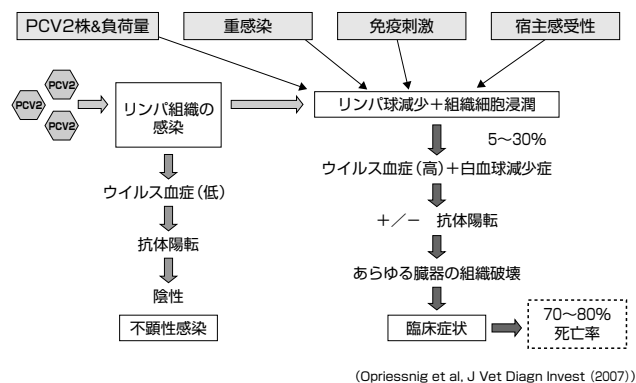 PCV2株&負荷量
重感染
免疫刺激
宿主感受性
PCV2
PCV2
PCV2
リンパ組織の
感染
リンパ球減少＋組織細胞浸潤
5〜30%
ウイルス血症（低）
ウイルス血症（高）＋白血球減少症
抗体陽転
＋／－　抗体陽転
陰性
あらゆる臓器の組織破壊
不顕性感染
臨床症状
70〜80%
死亡率
(Opriessnig et al, J Vet Diagn Invest (2007))